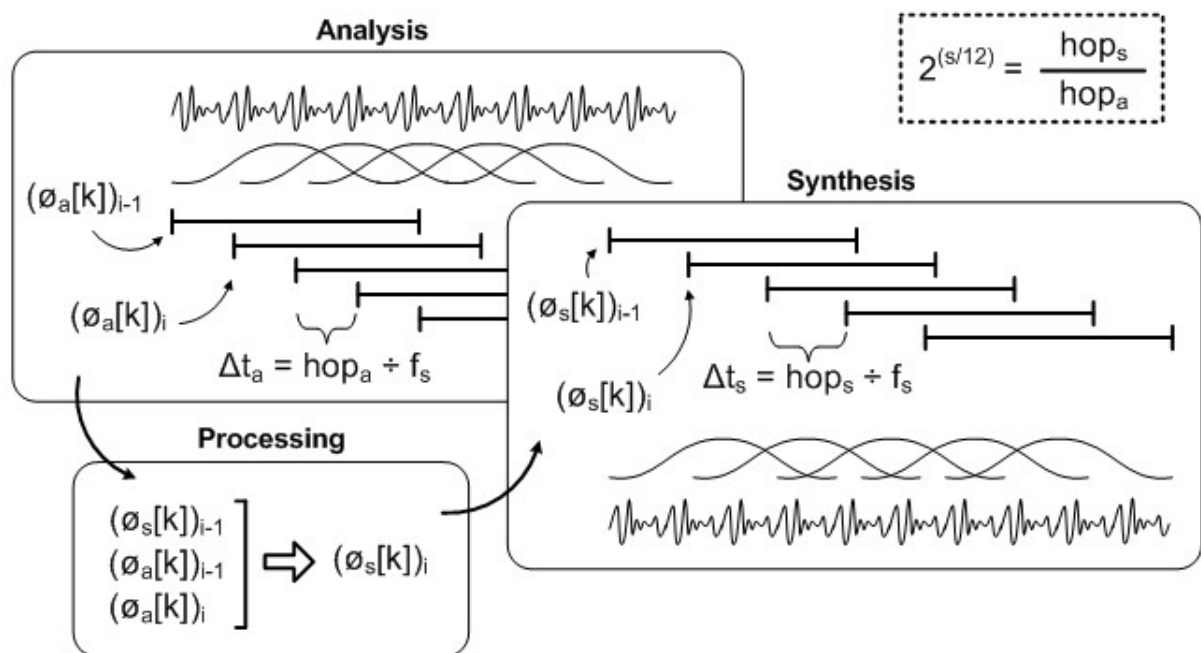 Analysis
2^(s/12) = hop_s / hop_a
(ø_a[k])_i-1
(ø_a[k])_i
Δt_a = hop_a ÷ f_s
Synthesis
(ø_s[k])_i-1
(ø_s[k])_i
Δt_s = hop_s ÷ f_s
Processing
(ø_s[k])_i-1
(ø_a[k])_i-1
(ø_a[k])_i
(ø_s[k])_i